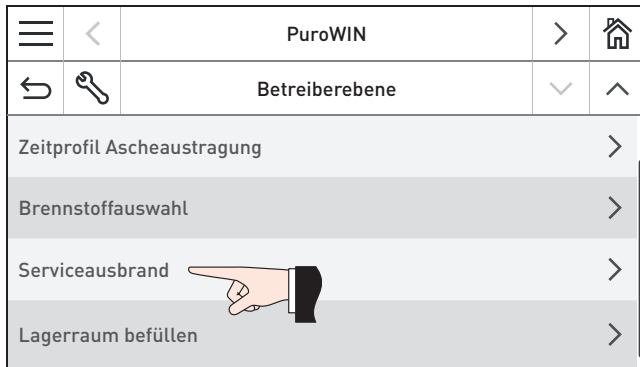 PuroWIN
Betreiberebene
Zeitprofil Ascheaustragung
Brennstoffauswahl
Serviceausbrand
Lagerraum befüllen